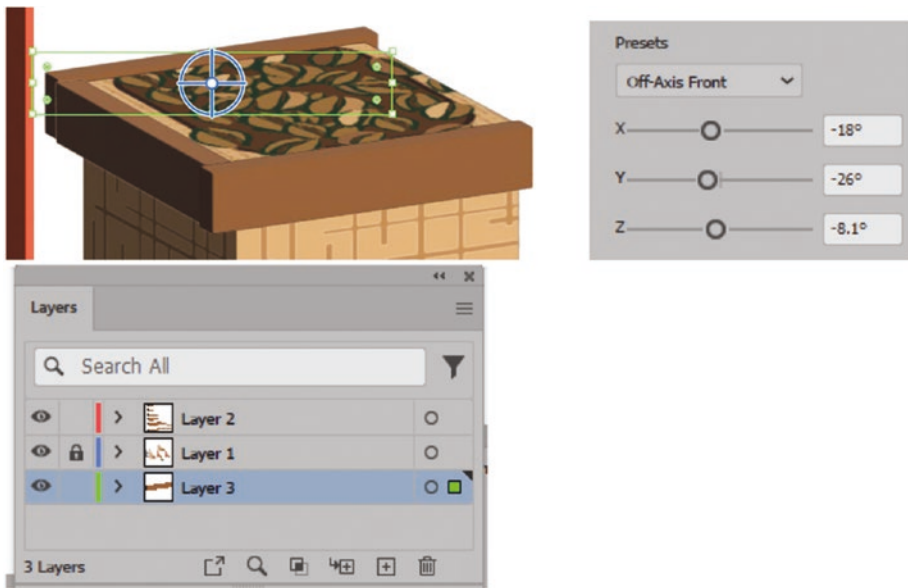 Presets
Off-Axis Front
X -18°
Y -26°
Z -8.1°
Layers
Search All
Layer 2
Layer 1
Layer 3
3 Layers